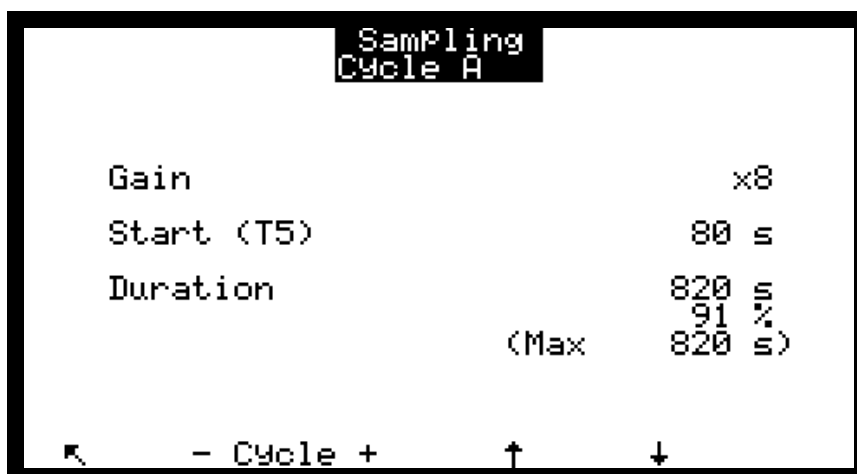 Sampling
Cycle A
Gain x8
Start (T5) 80 s
Duration 820 s
91 %
(Max 820 s)
↖ - Cycle + ↑ ↓